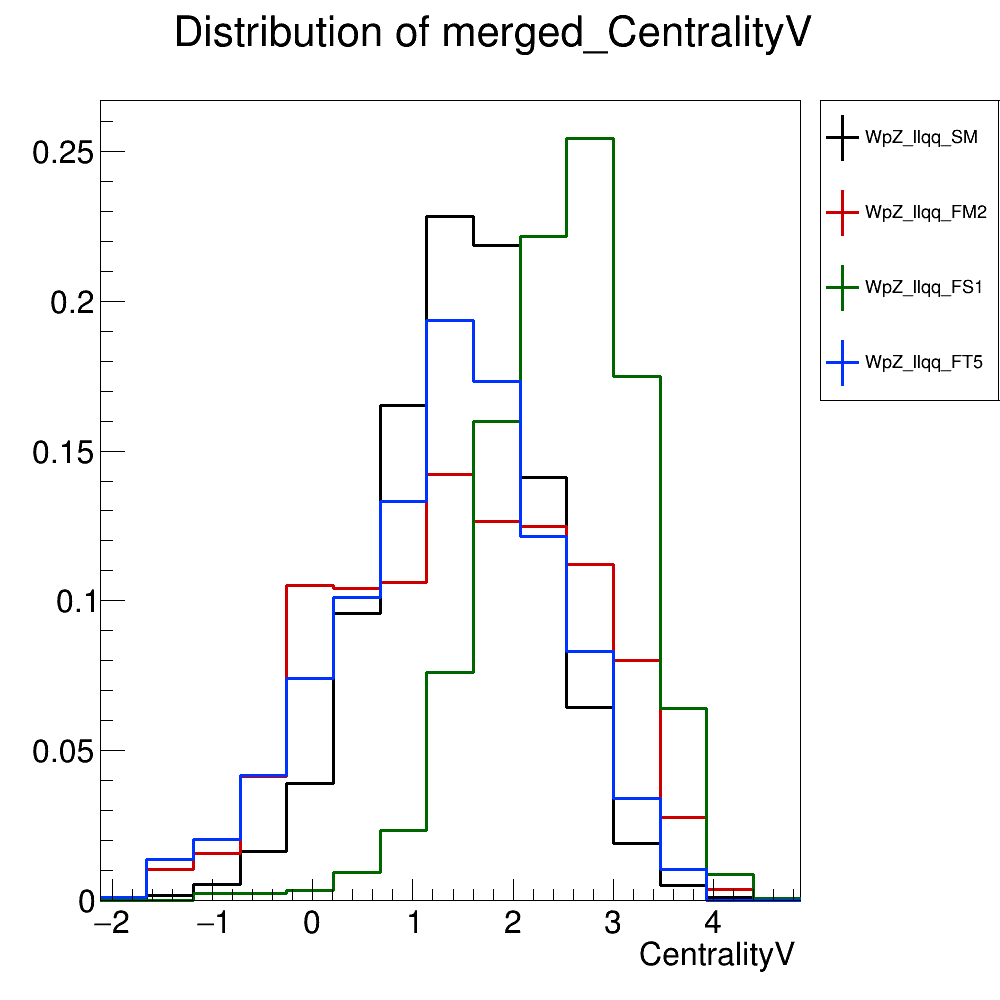 Distribution of merged_CentralityV
0.25
0.2
0.15
0.1
0.05
0
−2 −1 0 1 2 3 4
CentralityV
WpZ_llqq_SM
WpZ_llqq_FM2
WpZ_llqq_FS1
WpZ_llqq_FT5